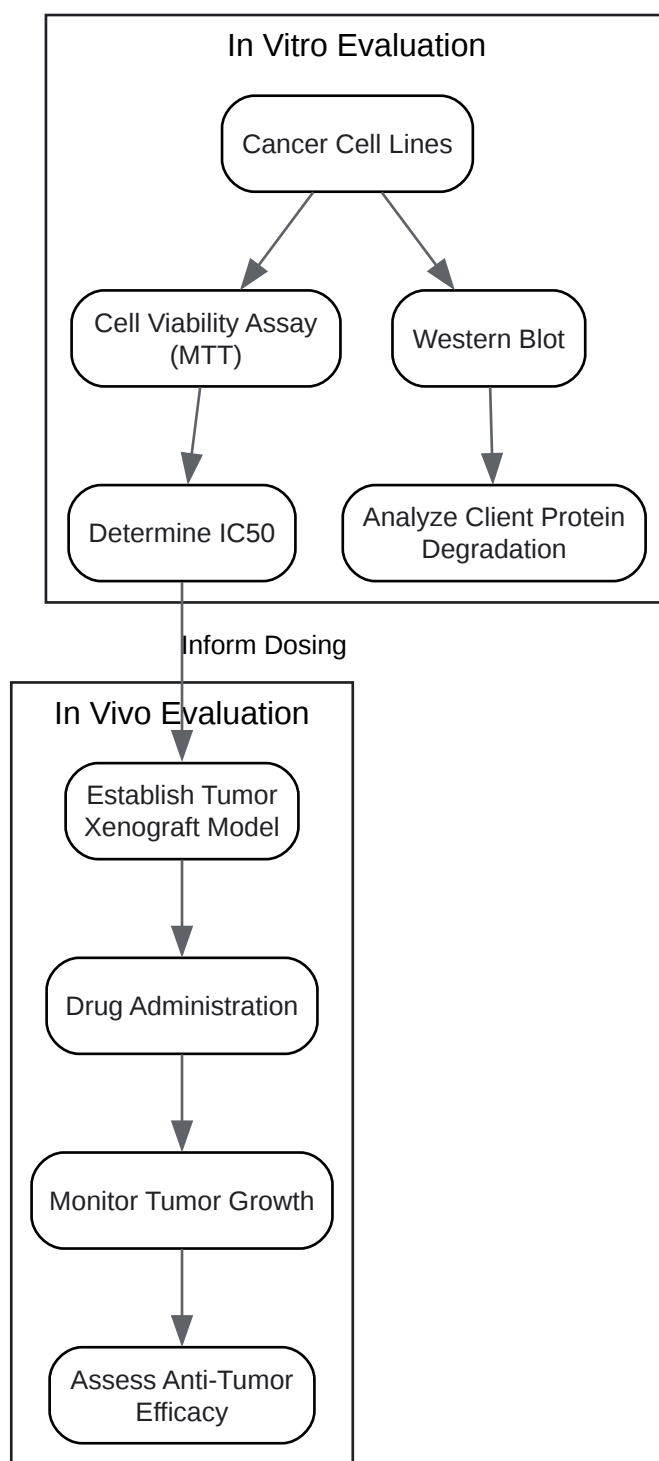 In Vitro Evaluation
Cancer Cell Lines
Cell Viability Assay
(MTT)
Western Blot
Determine IC50
Analyze Client Protein
Degradation
Inform Dosing
In Vivo Evaluation
Establish Tumor
Xenograft Model
Drug Administration
Monitor Tumor Growth
Assess Anti-Tumor
Efficacy